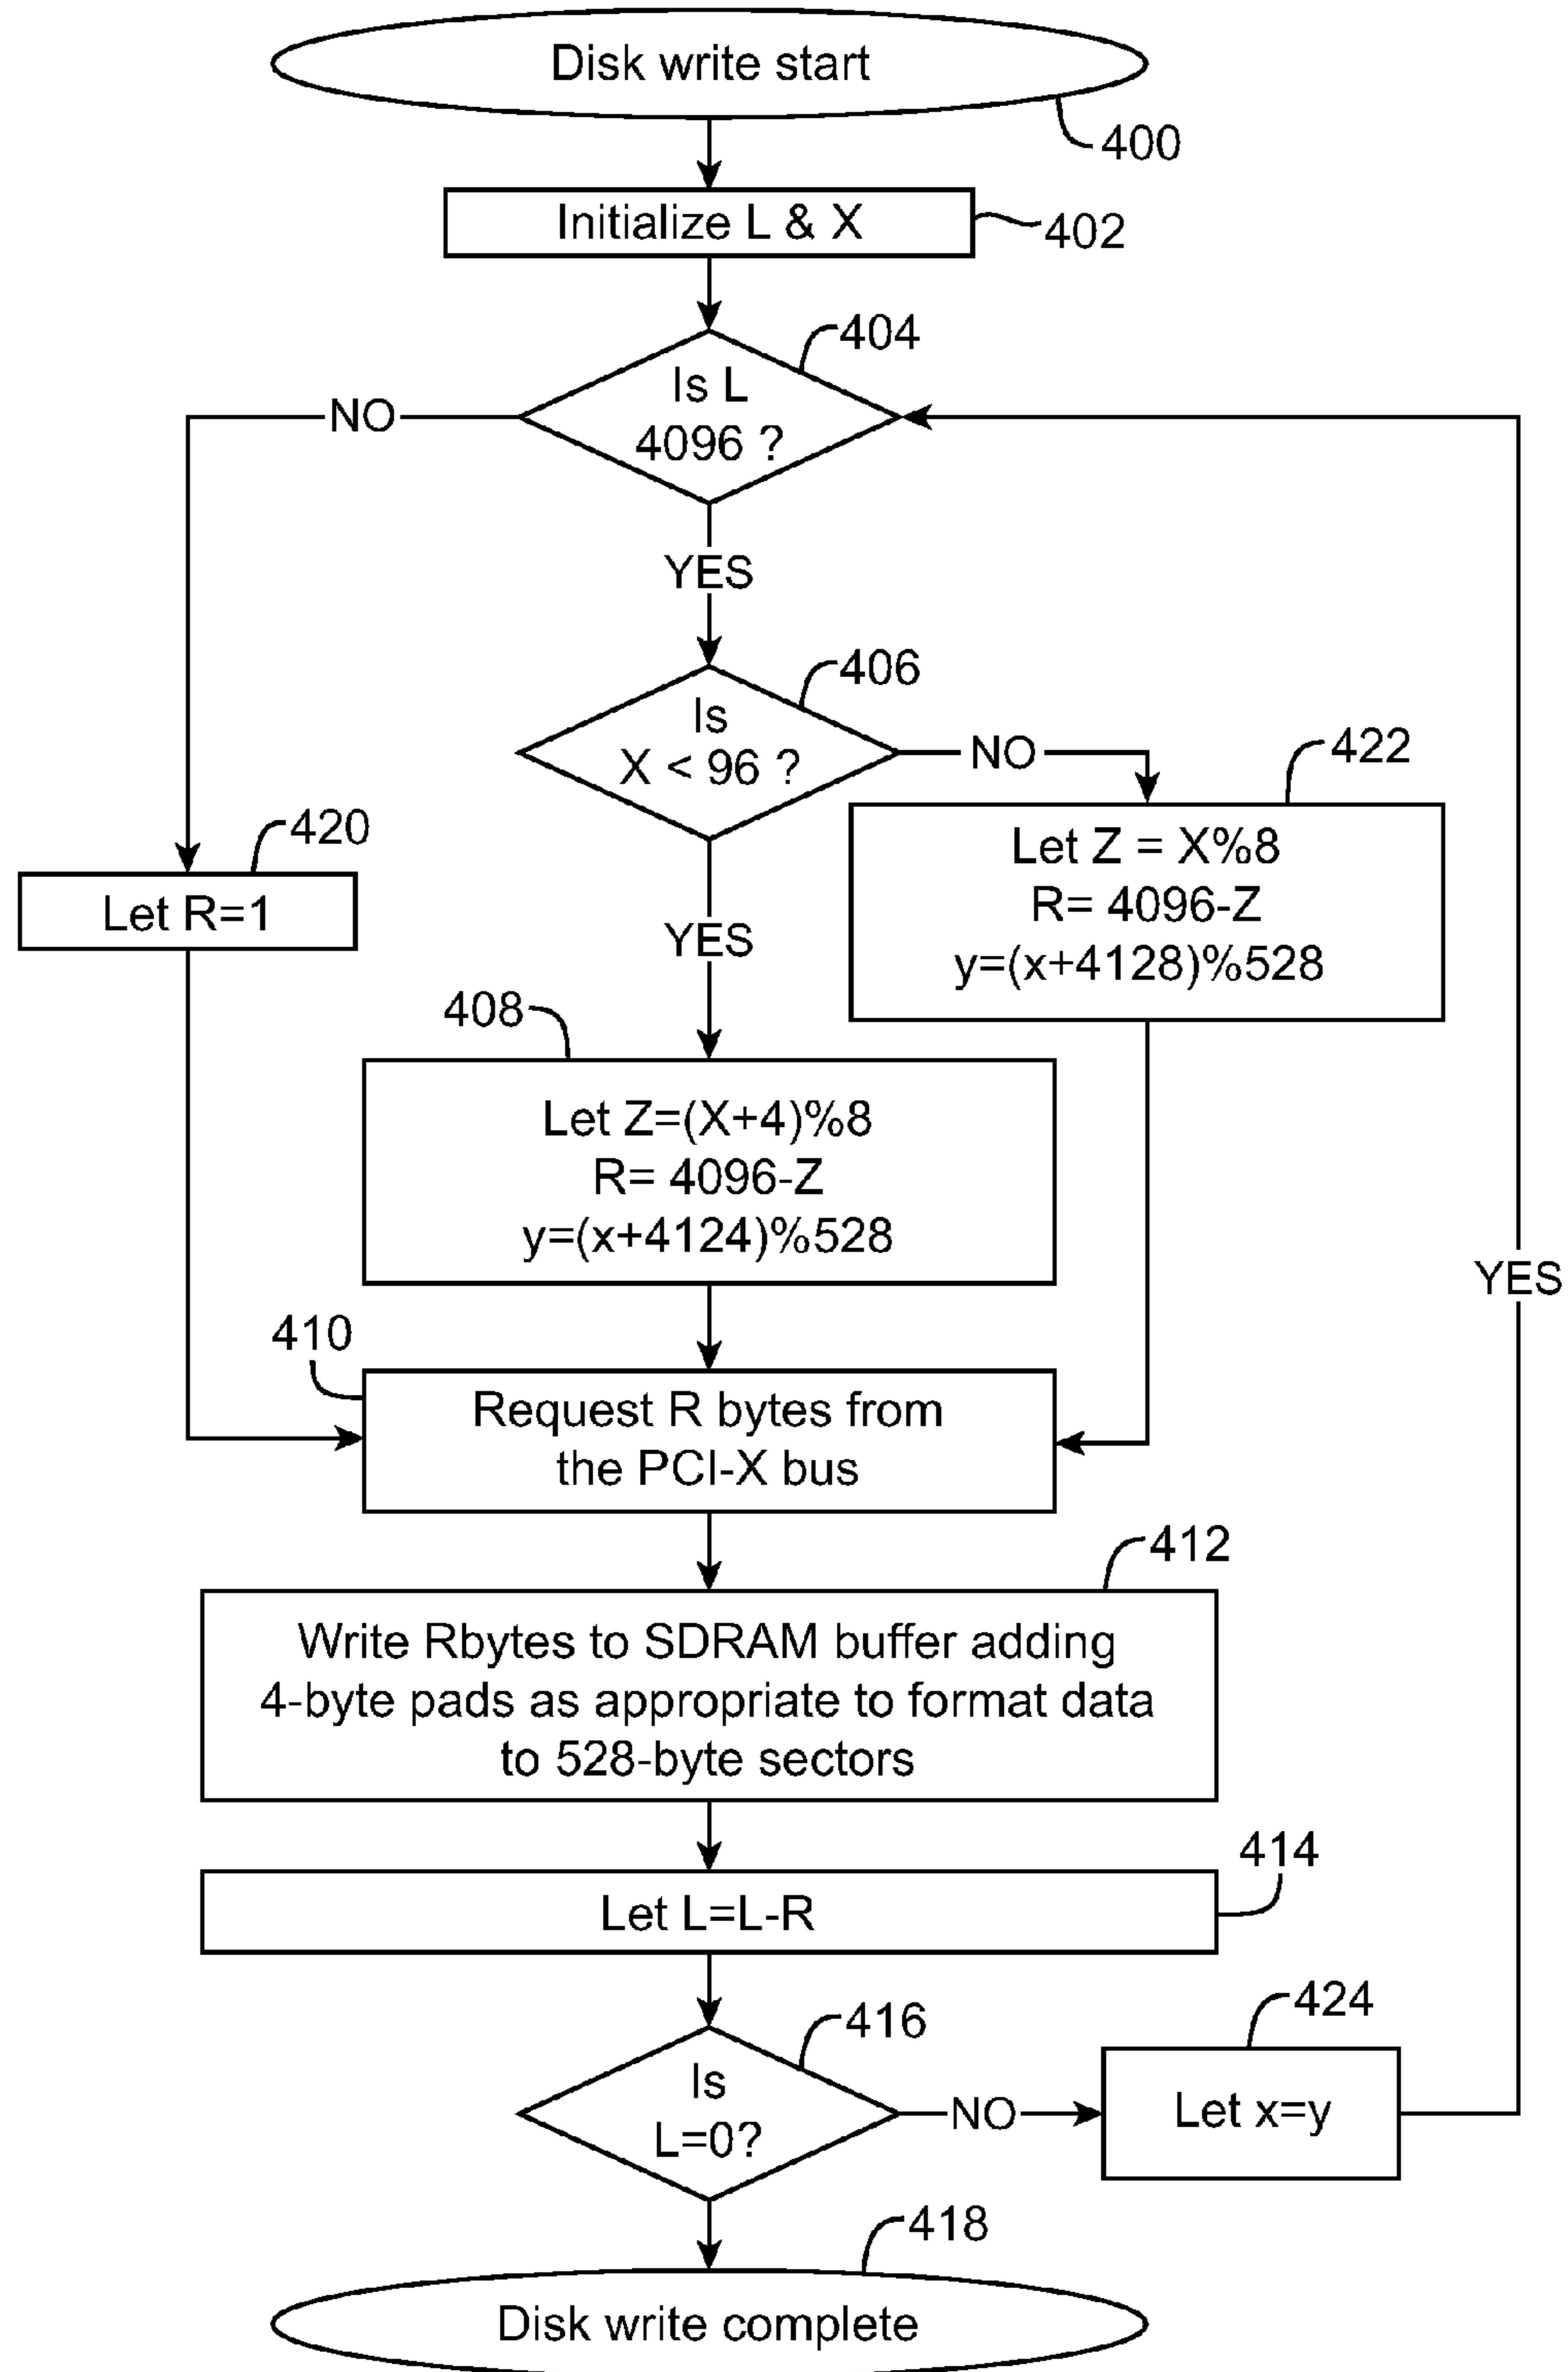 Disk write start
400
Initialize L & X
402
404
Is L
4096 ?
NO
YES
406
Is
X < 96 ?
NO
422
Let Z = X%8
R= 4096-Z
y=(x+4128)%528
420
Let R=1
YES
408
Let Z=(X+4)%8
R= 4096-Z
y=(x+4124)%528
YES
410
Request R bytes from
the PCI-X bus
412
Write Rbytes to SDRAM buffer adding
4-byte pads as appropriate to format data
to 528-byte sectors
414
Let L=L-R
416
Is
L=0?
NO
424
Let x=y
418
Disk write complete